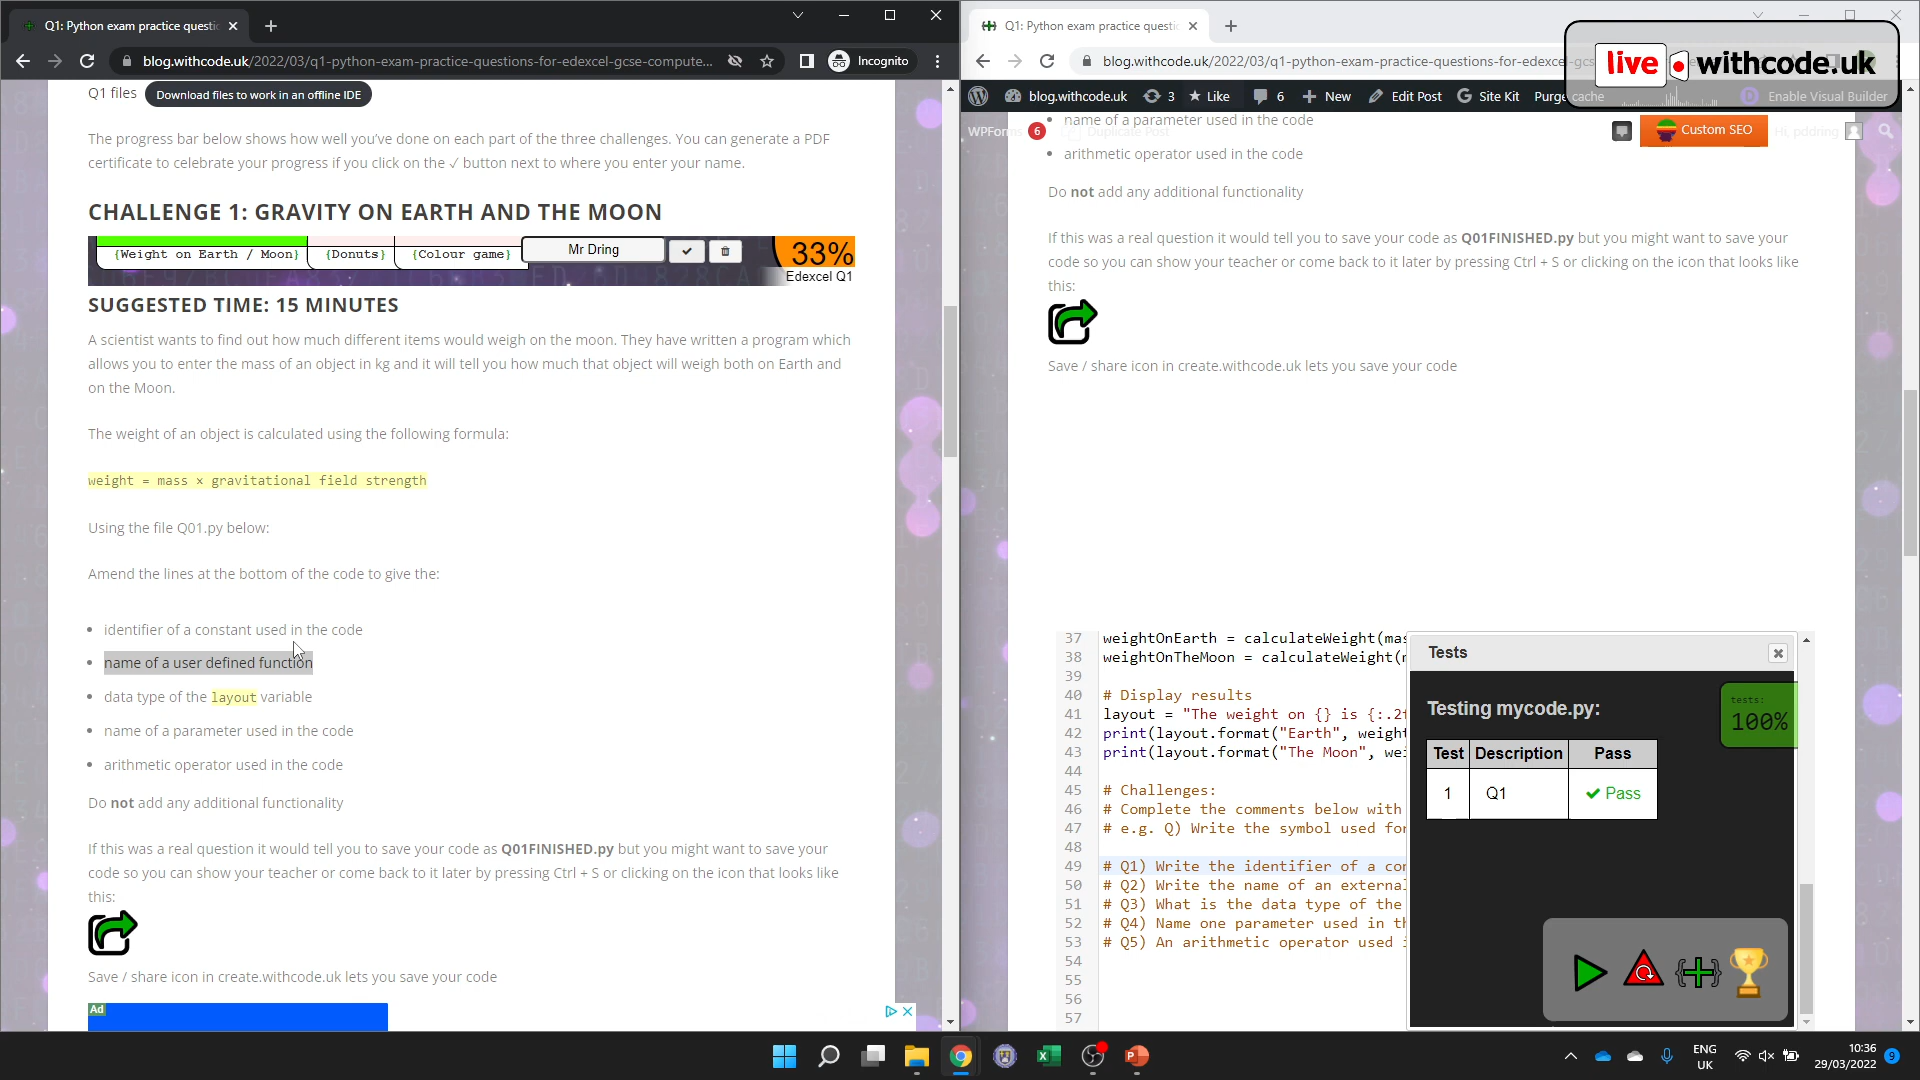 Q1: Python exam practice questi
blog.withcode.uk/2022/03/q1-python-exam-practice-questions-for-edexcel-gcse-compute...
Incognito
Q1 files
Download files to work in an offline IDE
The progress bar below shows how well you've done on each part of the three challenges. You can generate a PDF
certificate to celebrate your progress if you click on the ✓ button next to where you enter your name.
CHALLENGE 1: GRAVITY ON EARTH AND THE MOON
{Weight on Earth / Moon}
{Donuts}
{Colour game}
Mr Dring
33%
Edexcel Q1
SUGGESTED TIME: 15 MINUTES
A scientist wants to find out how much different items would weigh on the moon. They have written a program which
allows you to enter the mass of an object in kg and it will tell you how much that object will weigh both on Earth and
on the Moon.
The weight of an object is calculated using the following formula:
weight = mass × gravitational field strength
Using the file Q01.py below:
Amend the lines at the bottom of the code to give the:
• identifier of a constant used in the code
• name of a user defined function
• data type of the layout variable
• name of a parameter used in the code
• arithmetic operator used in the code
Do not add any additional functionality
If this was a real question it would tell you to save your code as Q01FINISHED.py but you might want to save your
code so you can show your teacher or come back to it later by pressing Ctrl + S or clicking on the icon that looks like
this:
Save / share icon in create.withcode.uk lets you save your code
Ad
Q1: Python exam practice questi
blog.withcode.uk/2022/03/q1-python-exam-practice-questions-for-edexcel-gcs
live withcode.uk
blog.withcode.uk
3
Like
6
New
Edit Post
Site Kit
Purge cache
Enable Visual Builder
WPForms 6
Duplicate Post
Custom SEO
Hi, pddring
• name of a parameter used in the code
• arithmetic operator used in the code
Do not add any additional functionality
If this was a real question it would tell you to save your code as Q01FINISHED.py but you might want to save your
code so you can show your teacher or come back to it later by pressing Ctrl + S or clicking on the icon that looks like
this:
Save / share icon in create.withcode.uk lets you save your code
37 weightOnEarth = calculateWeight(mas
38 weightOnTheMoon = calculateWeight(m
39
40 # Display results
41 layout = "The weight on {} is {:.2f
42 print(layout.format("Earth", weight
43 print(layout.format("The Moon", wei
44
45 # Challenges:
46 # Complete the comments below with
47 # e.g. Q) Write the symbol used for
48
49 # Q1) Write the identifier of a con
50 # Q2) Write the name of an external
51 # Q3) What is the data type of the
52 # Q4) Name one parameter used in th
53 # Q5) An arithmetic operator used i
54
55
56
57
Tests
Testing mycode.py:
tests:
100%
Test Description Pass
1 Q1 Pass
ENG
UK
10:36
29/03/2022
9